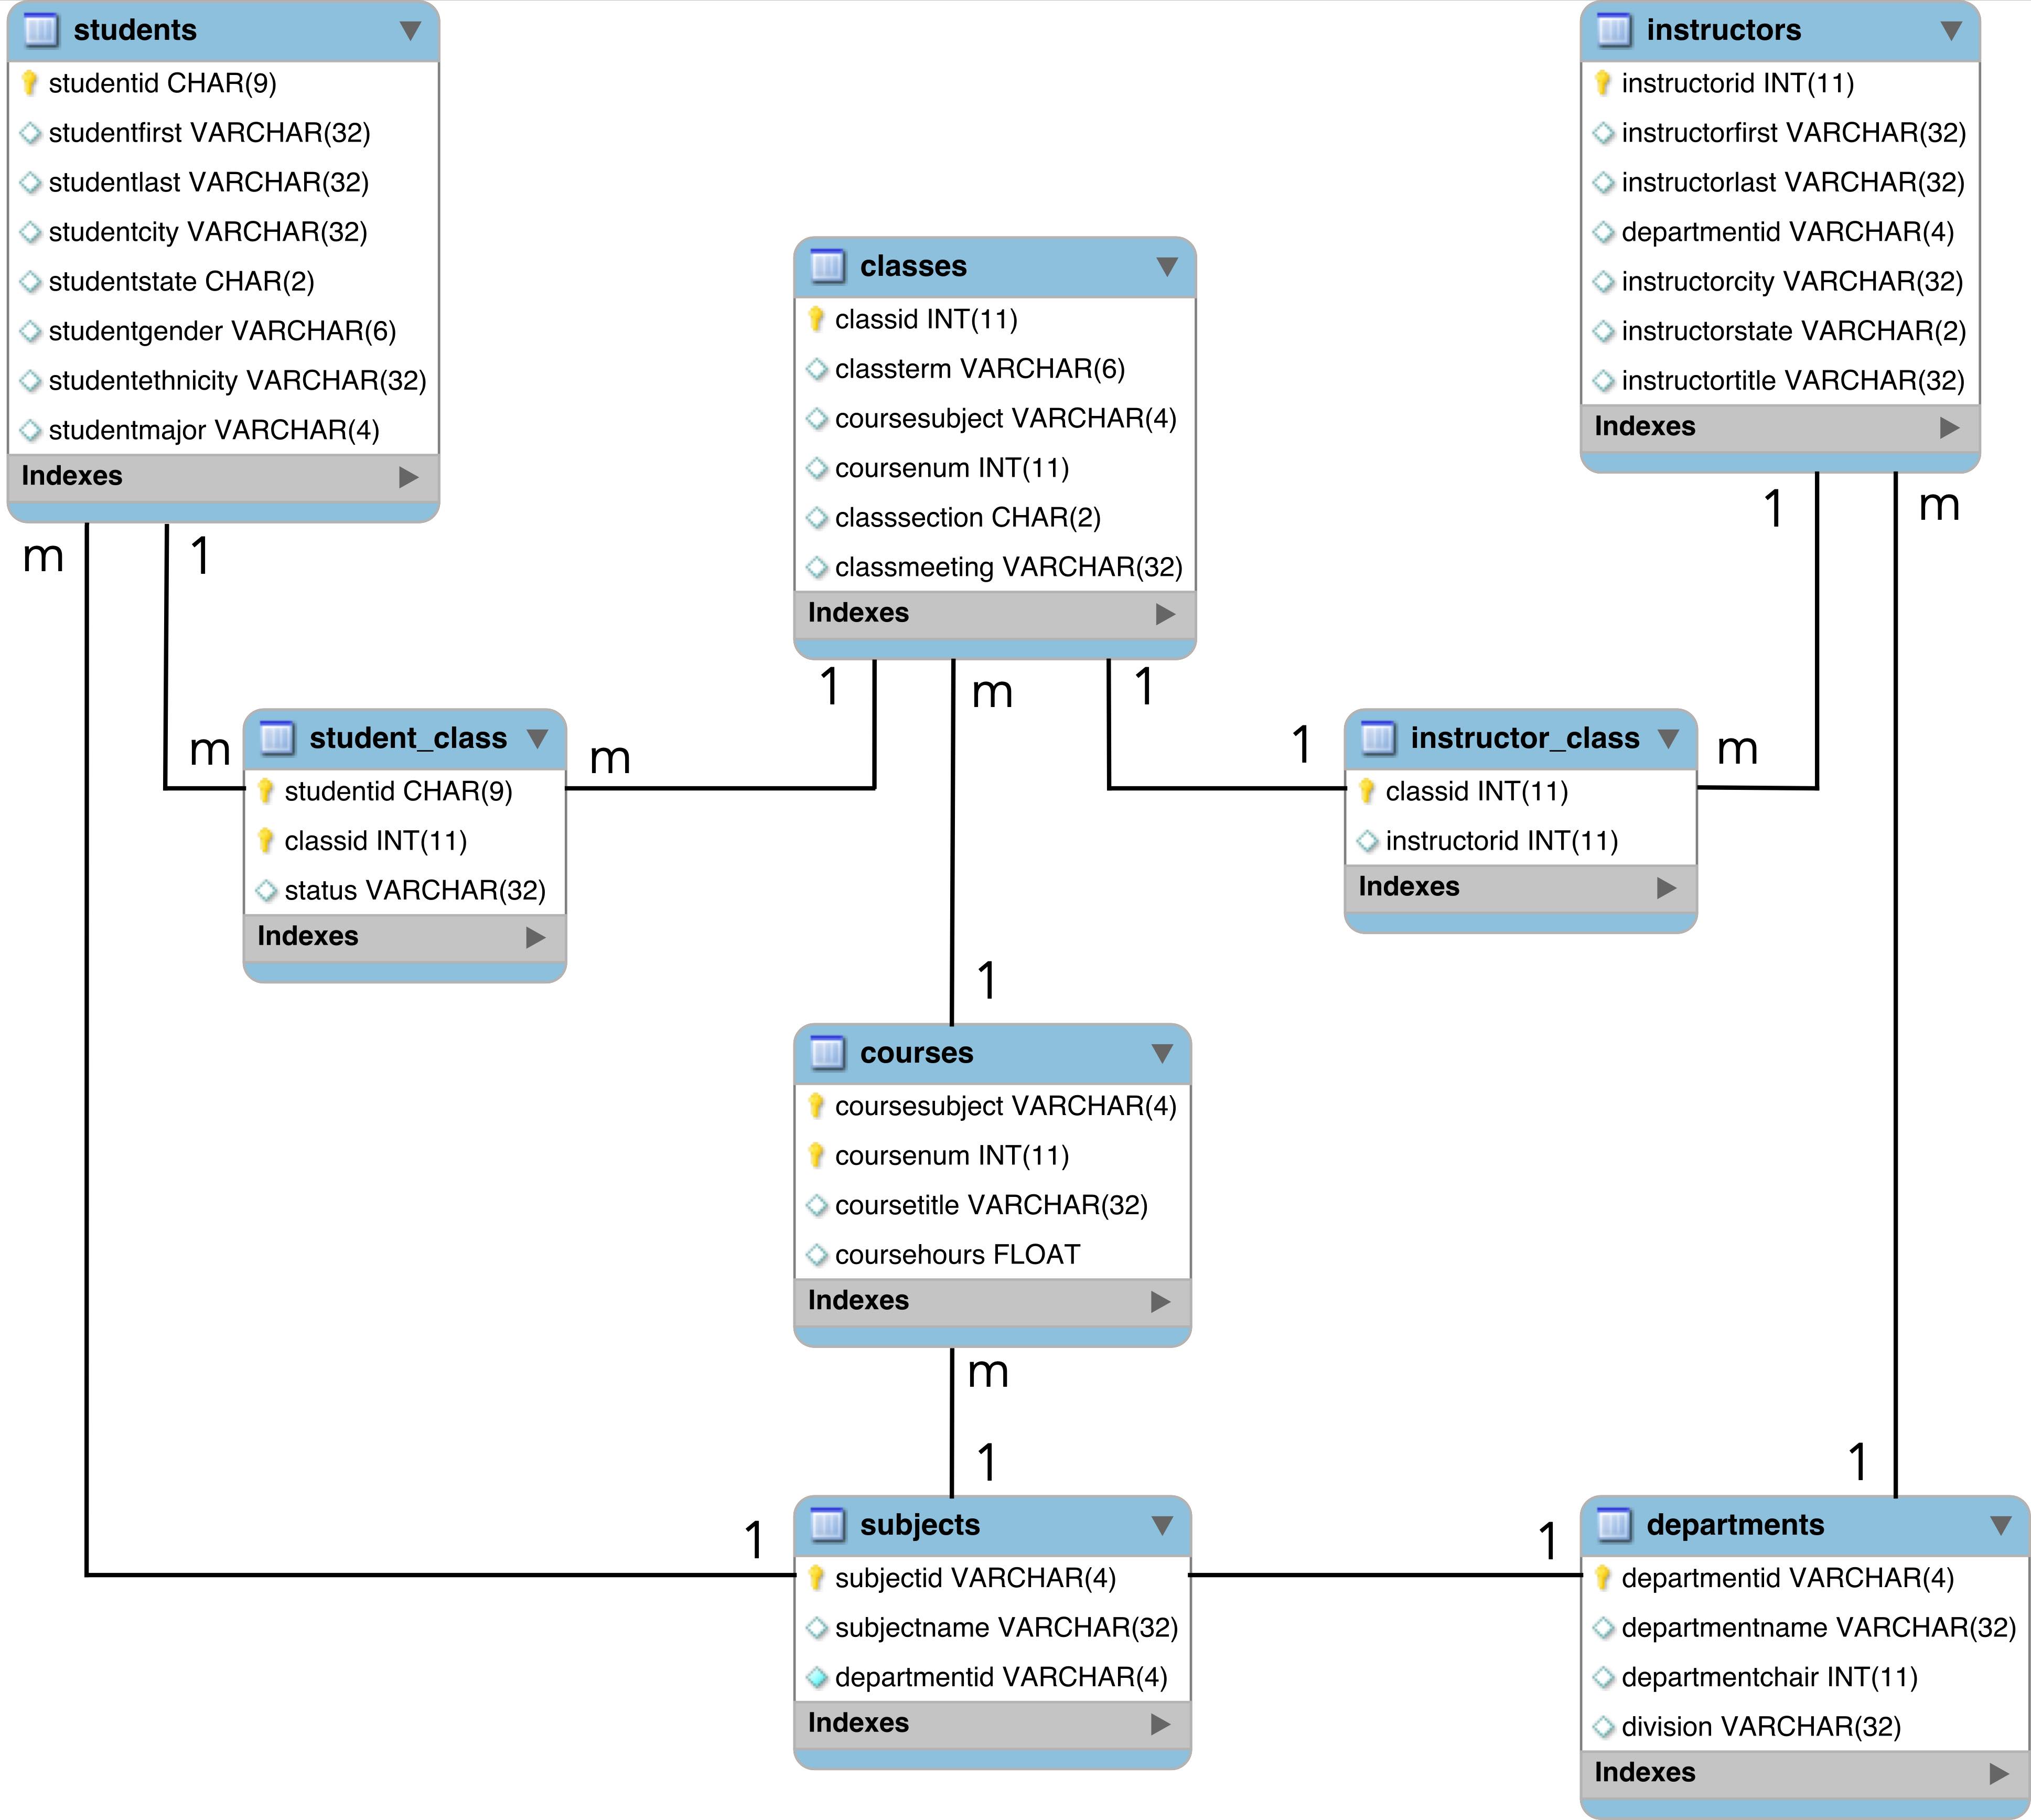 students
studentid CHAR(9)
studentfirst VARCHAR(32)
studentlast VARCHAR(32)
studentcity VARCHAR(32)
studentstate CHAR(2)
studentgender VARCHAR(6)
studentethnicity VARCHAR(32)
studentmajor VARCHAR(4)
Indexes
m
1
instructors
instructorid INT(11)
instructorfirst VARCHAR(32)
instructorlast VARCHAR(32)
departmentid VARCHAR(4)
instructorcity VARCHAR(32)
instructorstate VARCHAR(2)
instructortitle VARCHAR(32)
Indexes
1
m
classes
classid INT(11)
classterm VARCHAR(6)
coursesubject VARCHAR(4)
coursenum INT(11)
classsection CHAR(2)
classmeeting VARCHAR(32)
Indexes
1
m
1
m
student_class
m
studentid CHAR(9)
classid INT(11)
status VARCHAR(32)
Indexes
1
instructor_class
m
classid INT(11)
instructorid INT(11)
Indexes
1
courses
coursesubject VARCHAR(4)
coursenum INT(11)
coursetitle VARCHAR(32)
coursehours FLOAT
Indexes
m
1
1
subjects
subjectid VARCHAR(4)
subjectname VARCHAR(32)
departmentid VARCHAR(4)
Indexes
1
1
departments
departmentid VARCHAR(4)
departmentname VARCHAR(32)
departmentchair INT(11)
division VARCHAR(32)
Indexes